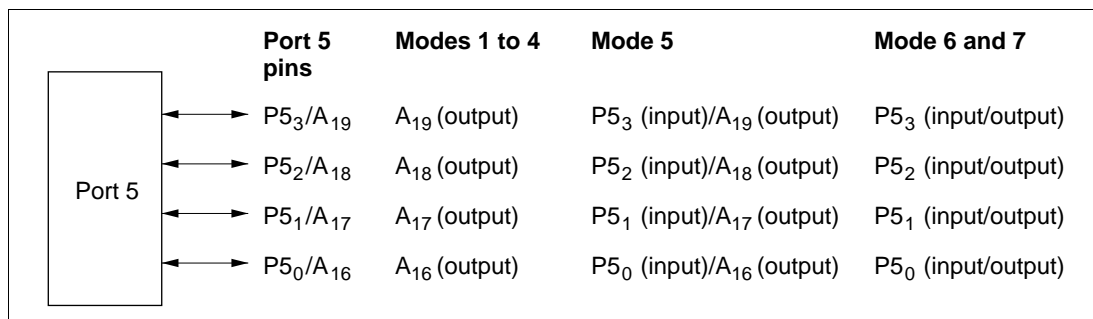 Port 5 pins Modes 1 to 4 Mode 5 Mode 6 and 7
P5₃/A₁₉ A₁₉ (output) P5₃ (input)/A₁₉ (output) P5₃ (input/output)
P5₂/A₁₈ A₁₈ (output) P5₂ (input)/A₁₈ (output) P5₂ (input/output)
Port 5
P5₁/A₁₇ A₁₇ (output) P5₁ (input)/A₁₇ (output) P5₁ (input/output)
P5₀/A₁₆ A₁₆ (output) P5₀ (input)/A₁₆ (output) P5₀ (input/output)